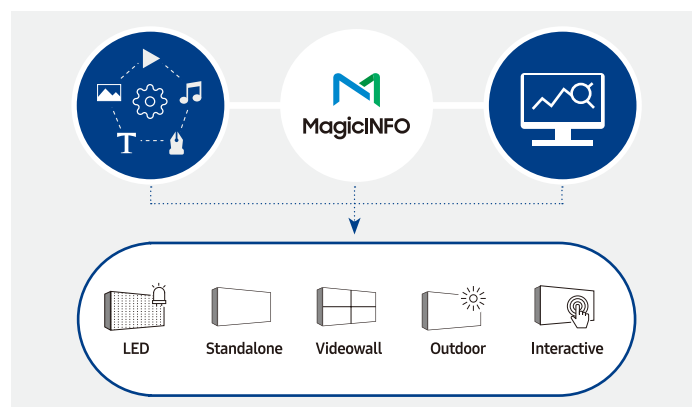 T
MagicINFO
LED
Standalone
Videowall
Outdoor
Interactive